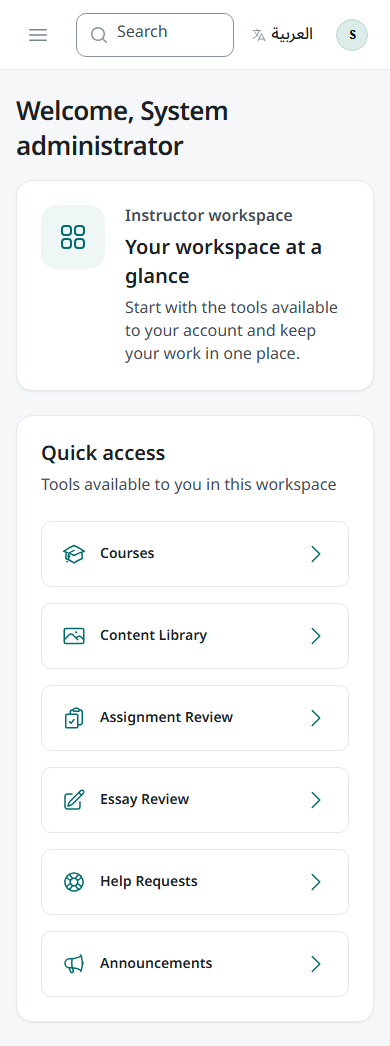 Search
العربية
S
Welcome, System
administrator
Instructor workspace
Your workspace at a
glance
Start with the tools available
to your account and keep
your work in one place.
Quick access
Tools available to you in this workspace
Courses
Content Library
Assignment Review
Essay Review
Help Requests
Announcements